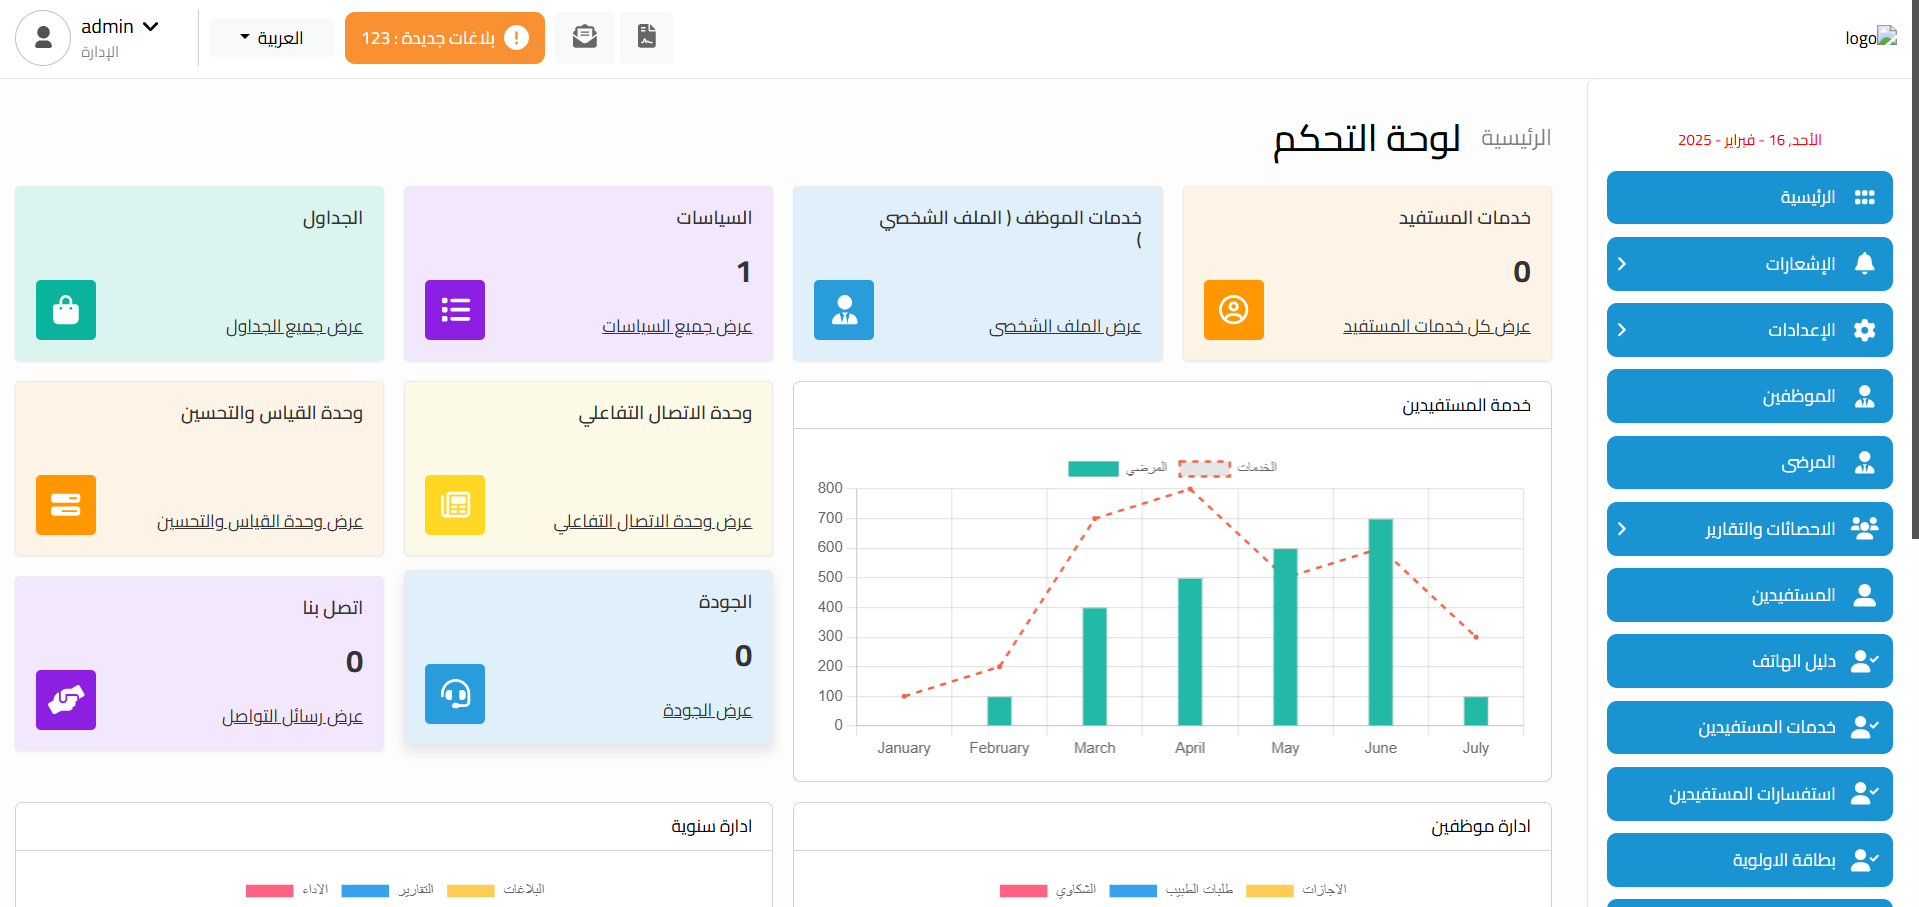 logo
بلاغات جديدة : 123
العربية
admin
الإدارة
الأحد, 16 - فبراير - 2025
الرئيسية
الإشعارات
الإعدادات
الموظفين
المرضى
الاحصائات والتقارير
المستفيدين
دليل الهاتف
خدمات المستفيدين
استفسارات المستفيدين
بطاقة الاولوية
الرئيسية لوحة التحكم
خدمات المستفيد
0
عرض كل خدمات المستفيد
خدمات الموظف ( الملف الشخصي
)
عرض الملف الشخصى
السياسات
1
عرض جميع السياسات
الجداول
عرض جميع الجداول
خدمة المستفيدين
الخدمات
المرضي
800
700
600
500
400
300
200
100
0
January February March April May June July
وحدة الاتصال التفاعلي
عرض وحدة الاتصال التفاعلي
وحدة القياس والتحسين
عرض وحدة القياس والتحسين
الجودة
0
عرض الجودة
اتصل بنا
0
عرض رسائل التواصل
ادارة موظفين
الاجازات
طلبات الطبيب
الشكاوي
ادارة سنوية
البلاغات
التقارير
الاداء